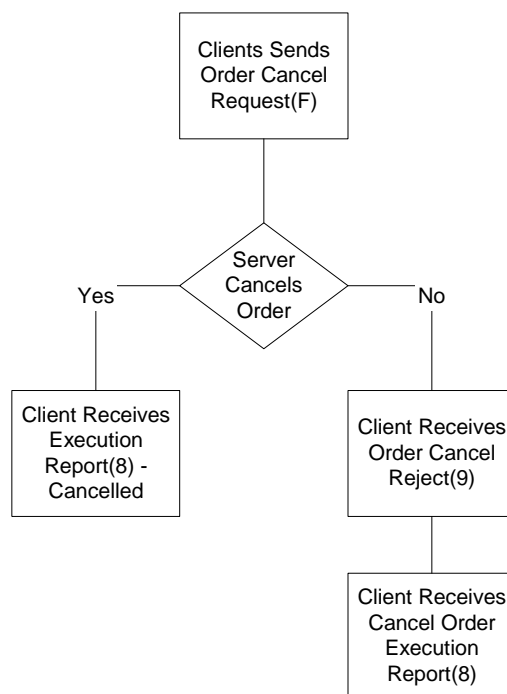 Clients Sends
Order Cancel
Request(F)
Server
Cancels
Order
Yes
No
Client Receives
Execution
Report(8) -
Cancelled
Client Receives
Order Cancel
Reject(9)
Client Receives
Cancel Order
Execution
Report(8)